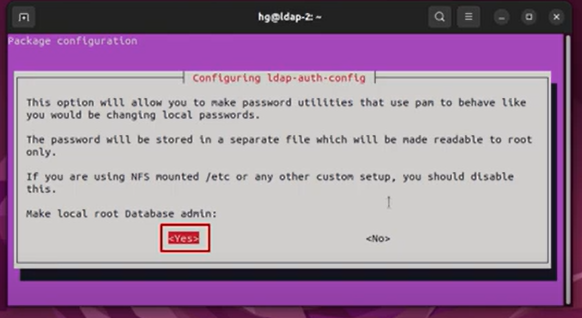 hg@ldap-2: ~
Package configuration
Configuring ldap-auth-config
This option will allow you to make password utilities that use pam to behave like
you would be changing local passwords.
The password will be stored in a separate file which will be made readable to root
only.
If you are using NFS mounted /etc or any other custom setup, you should disable
this.
Make local root Database admin:
<Yes> <No>